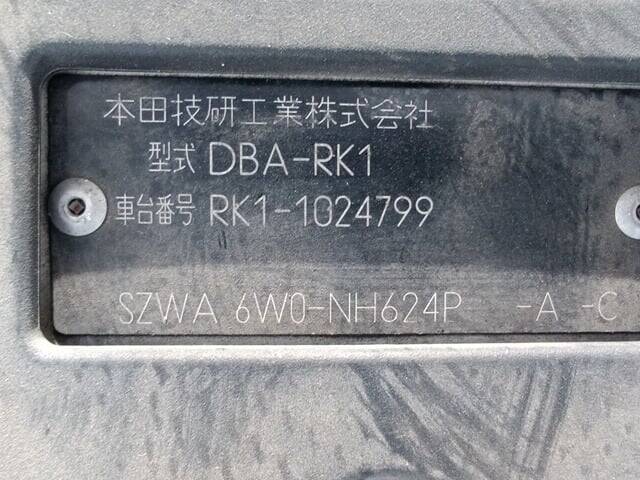 本田技研工業株式会社
型式 DBA-RK1
車台番号 RK1-1024799
SZWA 6W0-NH624P -A -C